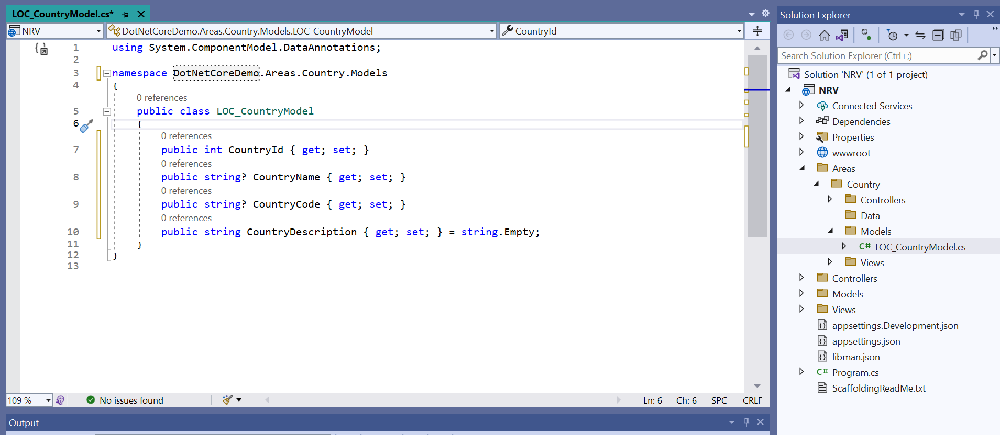 LOC_CountryModel.cs*
NRV
DotNetCoreDemo.Areas.Country.Models.LOC_CountryModel
CountryId
1 using System.ComponentModel.DataAnnotations;
2
3 namespace DotNetCoreDemo.Areas.Country.Models
4 {
0 references
5 public class LOC_CountryModel
6 {
0 references
7 public int CountryId { get; set; }
0 references
8 public string? CountryName { get; set; }
0 references
9 public string? CountryCode { get; set; }
0 references
10 public string CountryDescription { get; set; } = string.Empty;
11 }
12 }
13
109 %
No issues found
Ln: 6 Ch: 6 SPC CRLF
Output
Solution Explorer
Search Solution Explorer (Ctrl+;)
Solution 'NRV' (1 of 1 project)
NRV
Connected Services
Dependencies
Properties
wwwroot
Areas
Country
Controllers
Data
Models
C# LOC_CountryModel.cs
Views
Controllers
Models
Views
appsettings.Development.json
appsettings.json
libman.json
C# Program.cs
ScaffoldingReadMe.txt